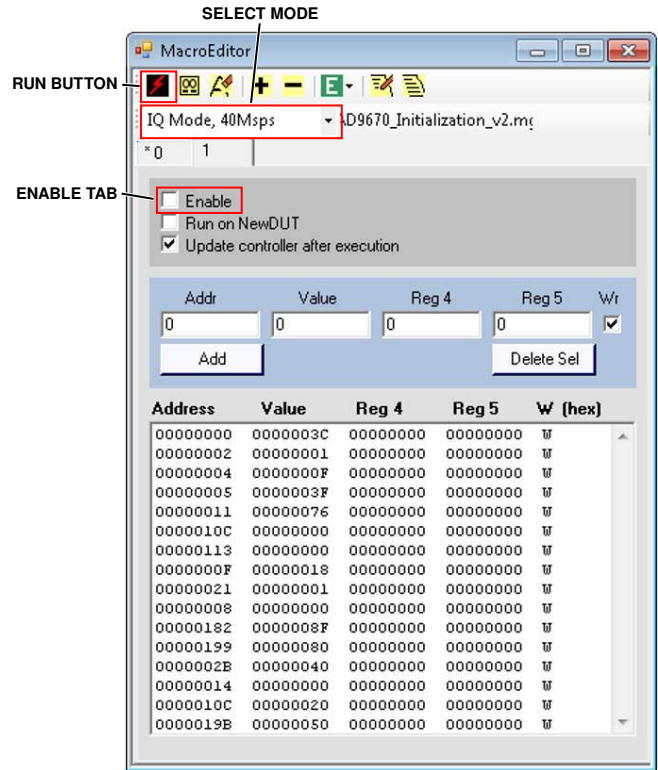 SELECT MODE
MacroEditor
RUN BUTTON
E
IQ Mode, 40Msps AD9670_Initialization_v2.mg
* 0 1
ENABLE TAB
Enable
Run on NewDUT
Update controller after execution
Addr Value Reg 4 Reg 5 Wr
0 0 0 0
Add Delete Sel
Address Value Reg 4 Reg 5 W (hex)
00000000 0000003C 00000000 00000000 W
00000002 00000001 00000000 00000000 W
00000004 0000000F 00000000 00000000 W
00000005 0000003F 00000000 00000000 W
00000011 00000076 00000000 00000000 W
0000010C 00000000 00000000 00000000 W
00000113 00000000 00000000 00000000 W
0000000F 00000018 00000000 00000000 W
00000021 00000001 00000000 00000000 W
00000008 00000000 00000000 00000000 W
00000182 0000008F 00000000 00000000 W
00000199 00000080 00000000 00000000 W
0000002B 00000040 00000000 00000000 W
00000014 00000000 00000000 00000000 W
0000010C 00000020 00000000 00000000 W
0000019B 00000050 00000000 00000000 W